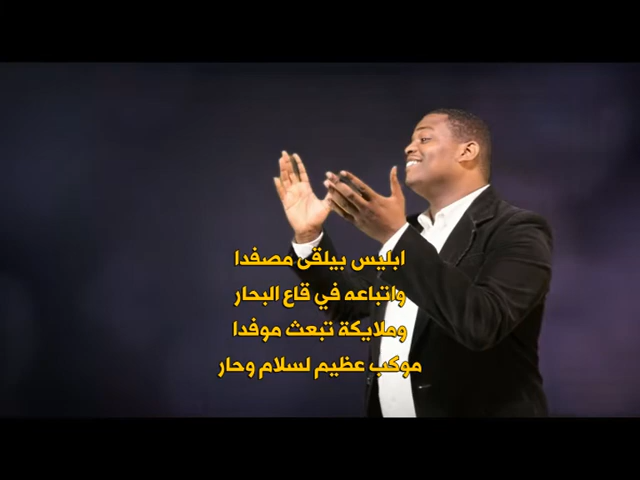 ابليس بيلقى مصفدا
واتباعه في قاع البحار
وملايكة تبعث موفدا
موكب عظيم لسلام وحار